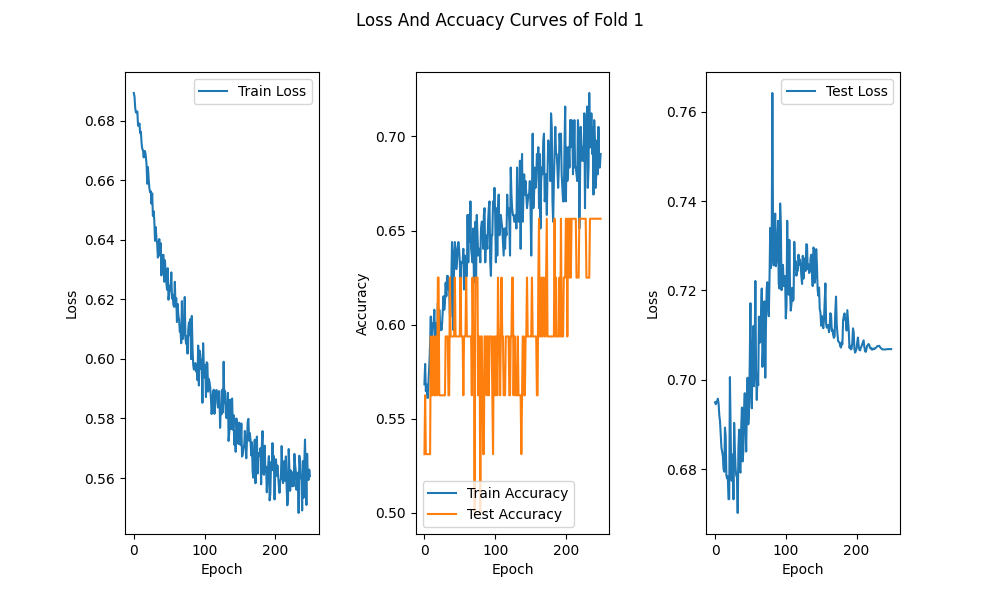 Loss And Accuacy Curves of Fold 1
Train Loss
0.68
0.66
0.64
0.62
0.60
0.58
0.56
Loss
0
100
200
Epoch
0.70
0.65
0.60
0.55
0.50
Accuracy
Train Accuracy
Test Accuracy
0
100
200
Epoch
Test Loss
0.76
0.74
0.72
0.70
0.68
Loss
0
100
200
Epoch